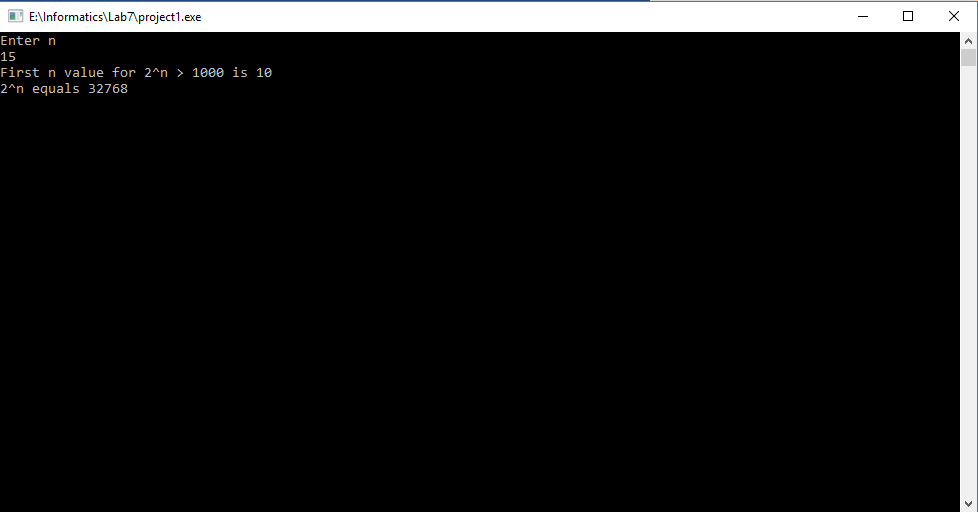 E:\Informatics\Lab7\project1.exe
Enter n
15
First n value for 2^n > 1000 is 10
2^n equals 32768